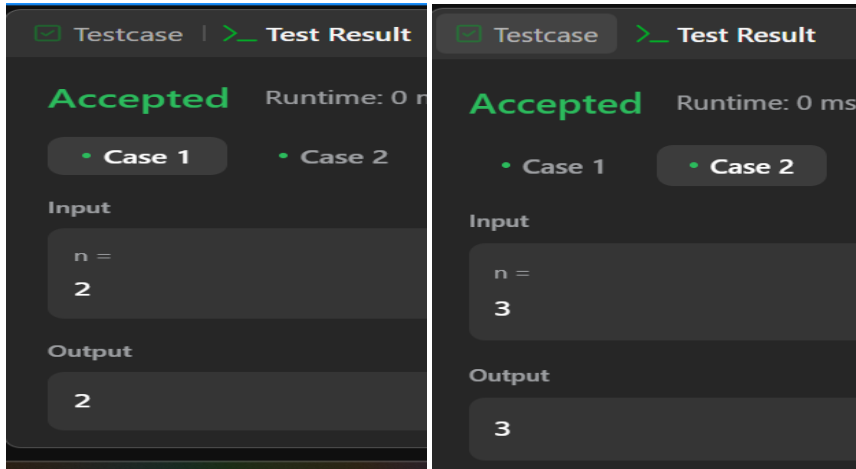 Testcase | >_ Test Result
Accepted Runtime: 0 m
• Case 1 • Case 2
Input
n =
2
Output
2
Testcase >_ Test Result
Accepted Runtime: 0 ms
• Case 1 • Case 2
Input
n =
3
Output
3